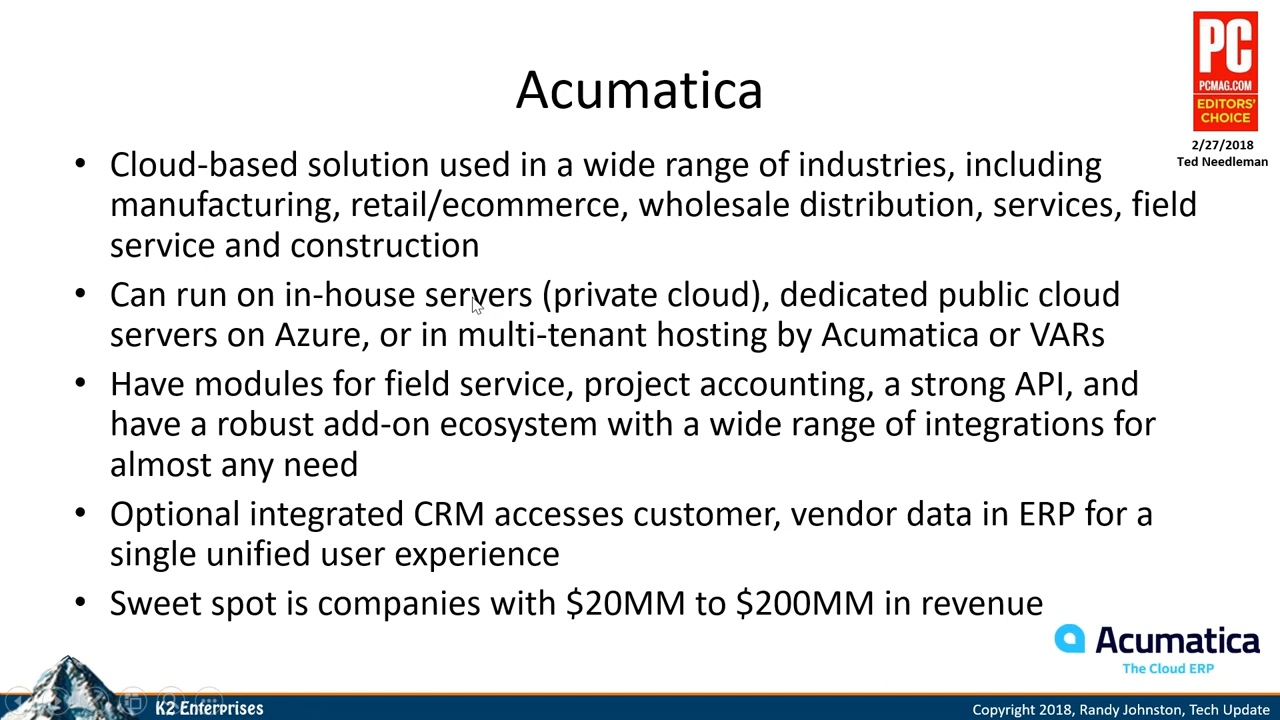 PC
PCMAG.COM
EDITORS'
CHOICE
2/27/2018
Ted Needleman
Acumatica
• Cloud-based solution used in a wide range of industries, including
manufacturing, retail/ecommerce, wholesale distribution, services, field
service and construction
• Can run on in-house servers (private cloud), dedicated public cloud
servers on Azure, or in multi-tenant hosting by Acumatica or VARs
• Have modules for field service, project accounting, a strong API, and
have a robust add-on ecosystem with a wide range of integrations for
almost any need
• Optional integrated CRM accesses customer, vendor data in ERP for a
single unified user experience
• Sweet spot is companies with $20MM to $200MM in revenue
Acumatica
The Cloud ERP
K2 Enterprises
Copyright 2018, Randy Johnston, Tech Update